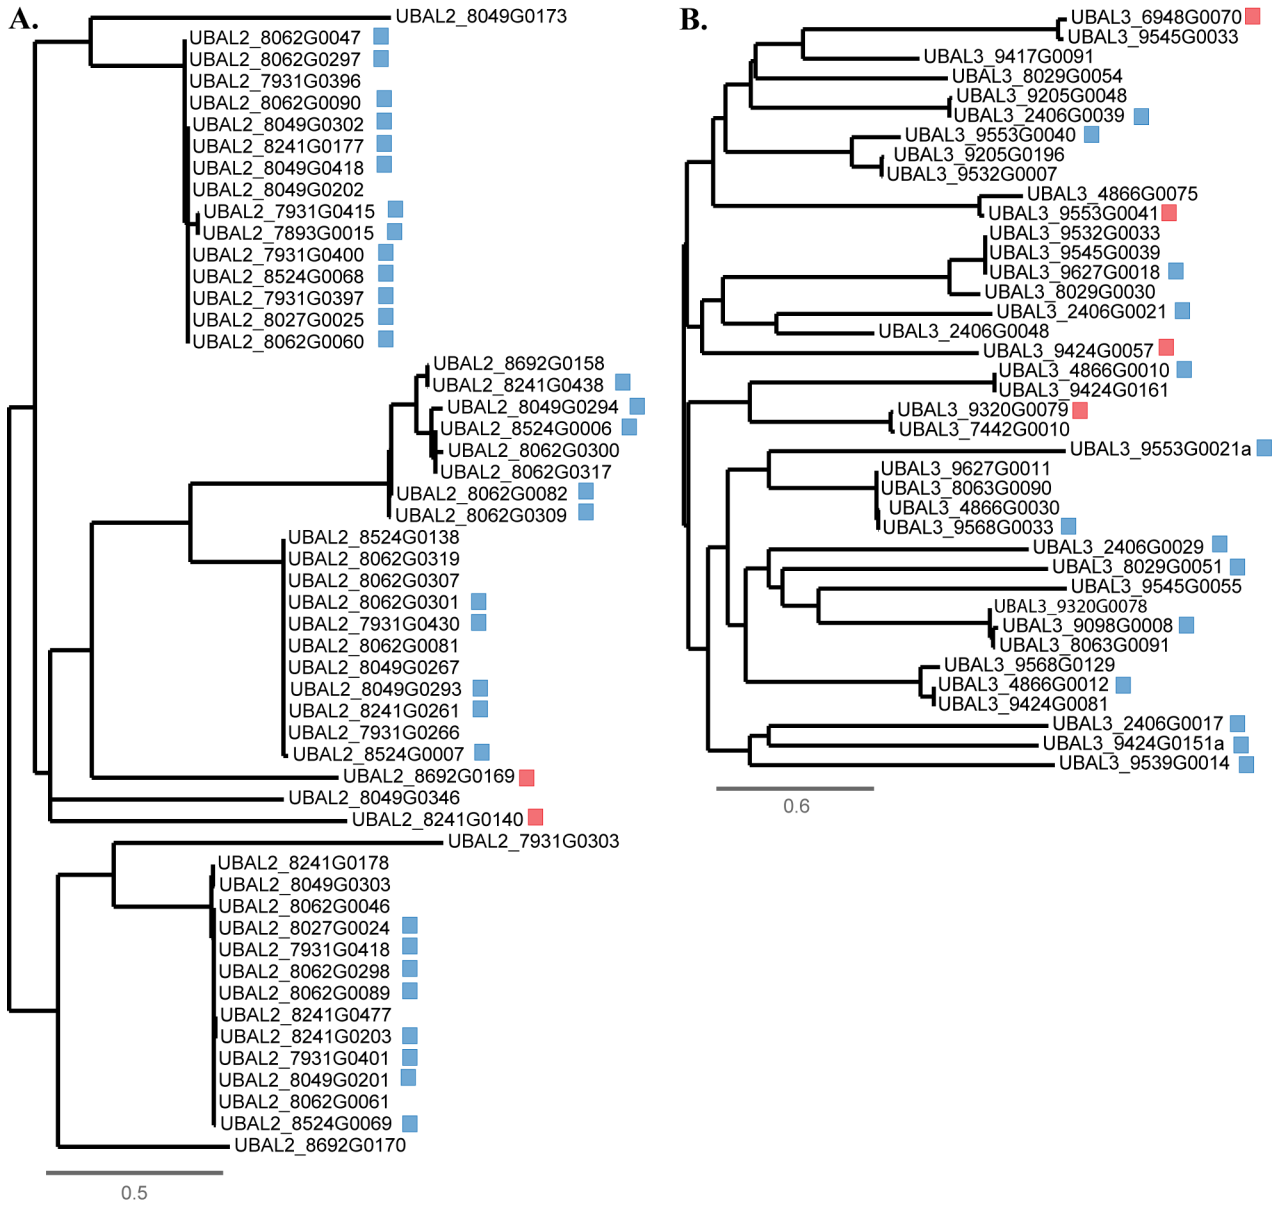 A.
UBAL2_8049G0173
UBAL2_8062G0047
UBAL2_8062G0297
UBAL2_7931G0396
UBAL2_8062G0090
UBAL2_8049G0302
UBAL2_8241G0177
UBAL2_8049G0418
UBAL2_8049G0202
UBAL2_7931G0415
UBAL2_7893G0015
UBAL2_7931G0400
UBAL2_8524G0068
UBAL2_7931G0397
UBAL2_8027G0025
UBAL2_8062G0060
UBAL2_8692G0158
UBAL2_8241G0438
UBAL2_8049G0294
UBAL2_8524G0006
UBAL2_8062G0300
UBAL2_8062G0317
UBAL2_8062G0082
UBAL2_8062G0309
UBAL2_8524G0138
UBAL2_8062G0319
UBAL2_8062G0307
UBAL2_8062G0301
UBAL2_7931G0430
UBAL2_8062G0081
UBAL2_8049G0267
UBAL2_8049G0293
UBAL2_8241G0261
UBAL2_7931G0266
UBAL2_8524G0007
UBAL2_8692G0169
UBAL2_8049G0346
UBAL2_8241G0140
UBAL2_7931G0303
UBAL2_8241G0178
UBAL2_8049G0303
UBAL2_8062G0046
UBAL2_8027G0024
UBAL2_7931G0418
UBAL2_8062G0298
UBAL2_8062G0089
UBAL2_8241G0477
UBAL2_8241G0203
UBAL2_7931G0401
UBAL2_8049G0201
UBAL2_8062G0061
UBAL2_8524G0069
UBAL2_8692G0170
0.5
B.
UBAL3_6948G0070
UBAL3_9545G0033
UBAL3_9417G0091
UBAL3_8029G0054
UBAL3_9205G0048
UBAL3_2406G0039
UBAL3_9553G0040
UBAL3_9205G0196
UBAL3_9532G0007
UBAL3_4866G0075
UBAL3_9553G0041
UBAL3_9532G0033
UBAL3_9545G0039
UBAL3_9627G0018
UBAL3_8029G0030
UBAL3_2406G0021
UBAL3_2406G0048
UBAL3_9424G0057
UBAL3_4866G0010
UBAL3_9424G0161
UBAL3_9320G0079
UBAL3_7442G0010
UBAL3_9553G0021a
UBAL3_9627G0011
UBAL3_8063G0090
UBAL3_4866G0030
UBAL3_9568G0033
UBAL3_2406G0029
UBAL3_8029G0051
UBAL3_9545G0055
UBAL3_9320G0078
UBAL3_9098G0008
UBAL3_8063G0091
UBAL3_9568G0129
UBAL3_4866G0012
UBAL3_9424G0081
UBAL3_2406G0017
UBAL3_9424G0151a
UBAL3_9539G0014
0.6